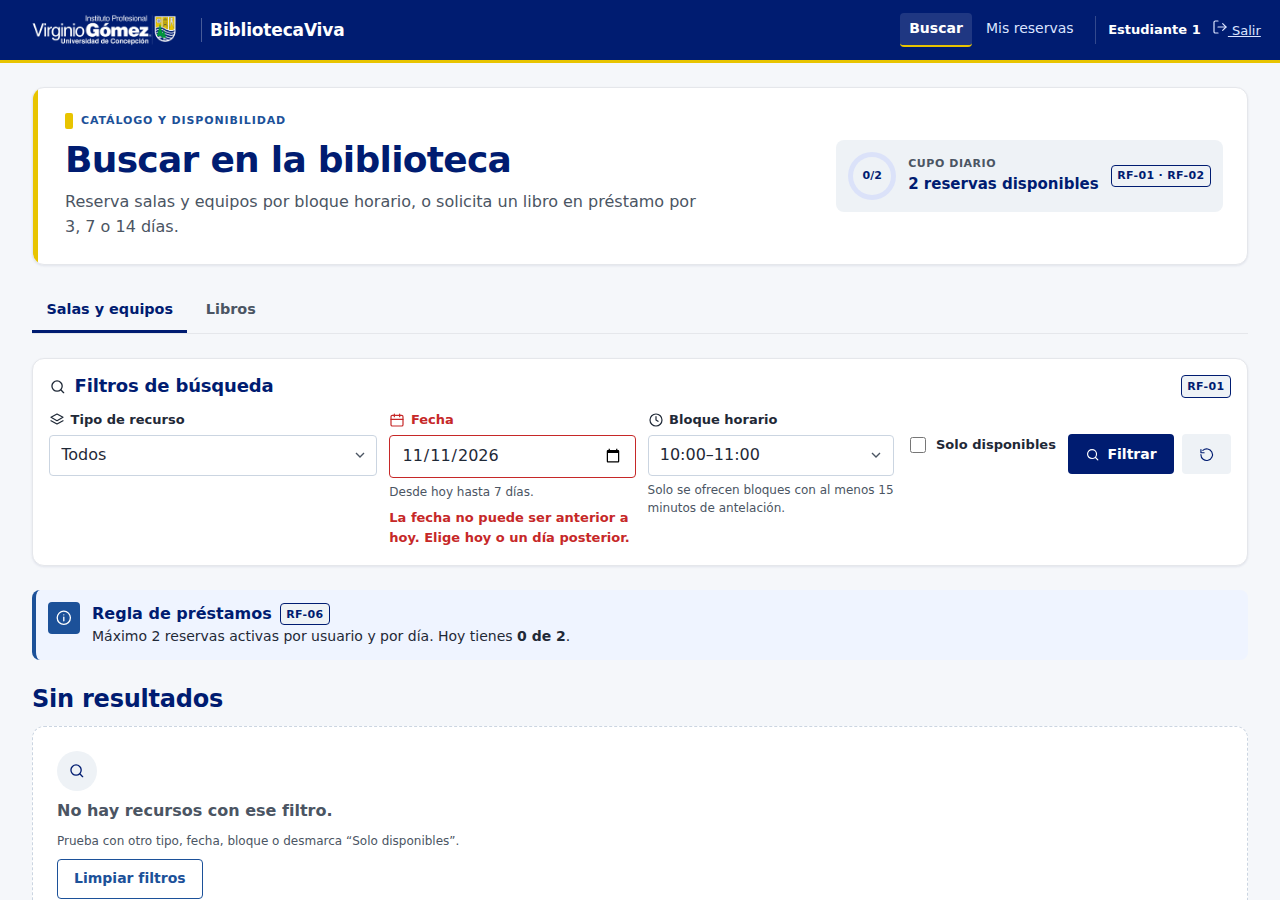 Instituto Profesional
VirginioGómez
Universidad de Concepción
BibliotecaViva
Buscar
Mis reservas
Estudiante 1
Salir
CATÁLOGO Y DISPONIBILIDAD
Buscar en la biblioteca
Reserva salas y equipos por bloque horario, o solicita un libro en préstamo por
3, 7 o 14 días.
0/2
CUPO DIARIO
2 reservas disponibles
RF-01 · RF-02
Salas y equipos
Libros
Filtros de búsqueda
RF-01
Tipo de recurso
Todos
Fecha
11/11/2026
Desde hoy hasta 7 días.
La fecha no puede ser anterior a
hoy. Elige hoy o un día posterior.
Bloque horario
10:00–11:00
Solo se ofrecen bloques con al menos 15
minutos de antelación.
Solo disponibles
Filtrar
Regla de préstamos
RF-06
Máximo 2 reservas activas por usuario y por día. Hoy tienes 0 de 2.
Sin resultados
No hay recursos con ese filtro.
Prueba con otro tipo, fecha, bloque o desmarca “Solo disponibles”.
Limpiar filtros